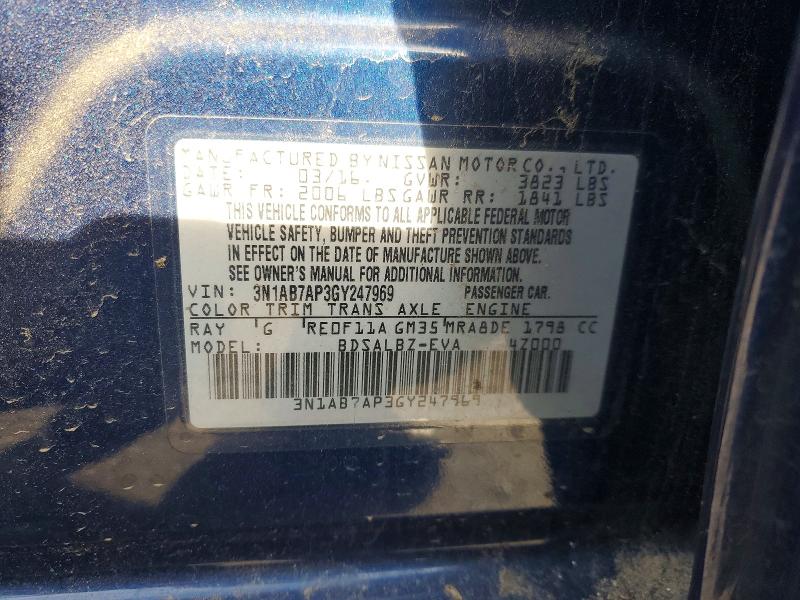 MANUFACTURED BY NISSAN MOTOR CO., LTD.
DATE: 03/16. GVWR: 3823 LBS
GAWR FR: 2006 LBS GAWR RR: 1841 LBS
THIS VEHICLE CONFORMS TO ALL APPLICABLE FEDERAL MOTOR
VEHICLE SAFETY, BUMPER AND THEFT PREVENTION STANDARDS
IN EFFECT ON THE DATE OF MANUFACTURE SHOWN ABOVE.
SEE OWNER'S MANUAL FOR ADDITIONAL INFORMATION.
VIN: 3N1AB7AP3GY247969 PASSENGER CAR.
COLOR TRIM TRANS AXLE ENGINE
RAY G RE0F11A GM35 MRA8DE 1798 CC
MODEL: BDSALBZ-EVA 4Z000
3N1AB7AP3GY247969